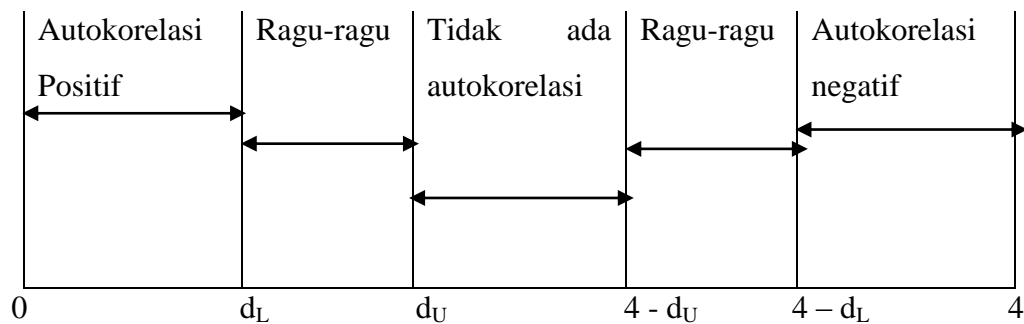 Autokorelasi Ragu-ragu Tidak ada Ragu-ragu Autokorelasi
Positif autokorelasi negatif
0 dL dU 4 - dU 4 – dL 4